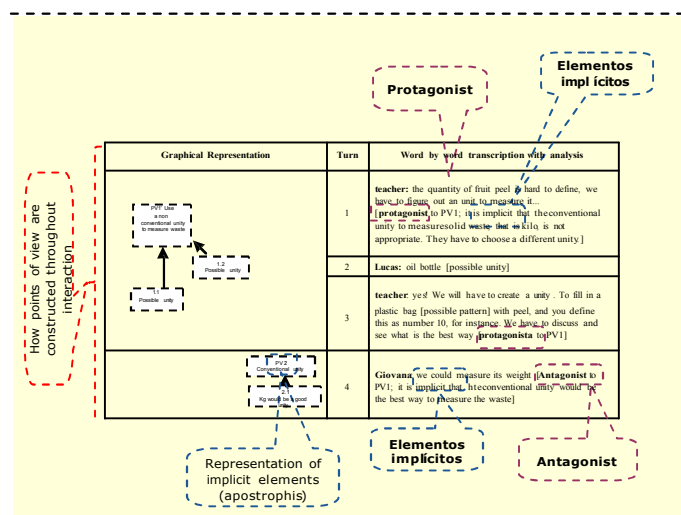 Elementos
impl ícitos
Protagonist
Graphical Representation
Turn
Word by word transcription with analysis
How points of view are
constructed throughout
interaction
PV1' Use
a non
conventional unity
to measure waste
1.2
Possible unity
1.1
Possible unity
1
teacher: the quantity of fruit peel is hard to define, we
have to figure out an unit to measure it...
[protagonist to PV1; it is implicit that theconventional
unity to measuresolid waste, that is kilo, is not
appropriate. They have to choose a different unity.]
2
Lucas: oil bottle [possible unity]
3
teacher: yes! We will have to create a unity . To fill in a
plastic bag [possible pattern] with peel, and you define
this as number 10, for instance. We have to discuss and
see what is the best way [protagonista to PV1]
PV'2
Conventional unity
2.1
Kg would be a good
unity
4
Giovana: we could measure its weight [Antagonist to
PV1; it is implicit that hteconventional unity would be
the best way to measure the waste]
Representation of
implicit elements
(apostrophis)
Elementos
implícitos
Antagonist